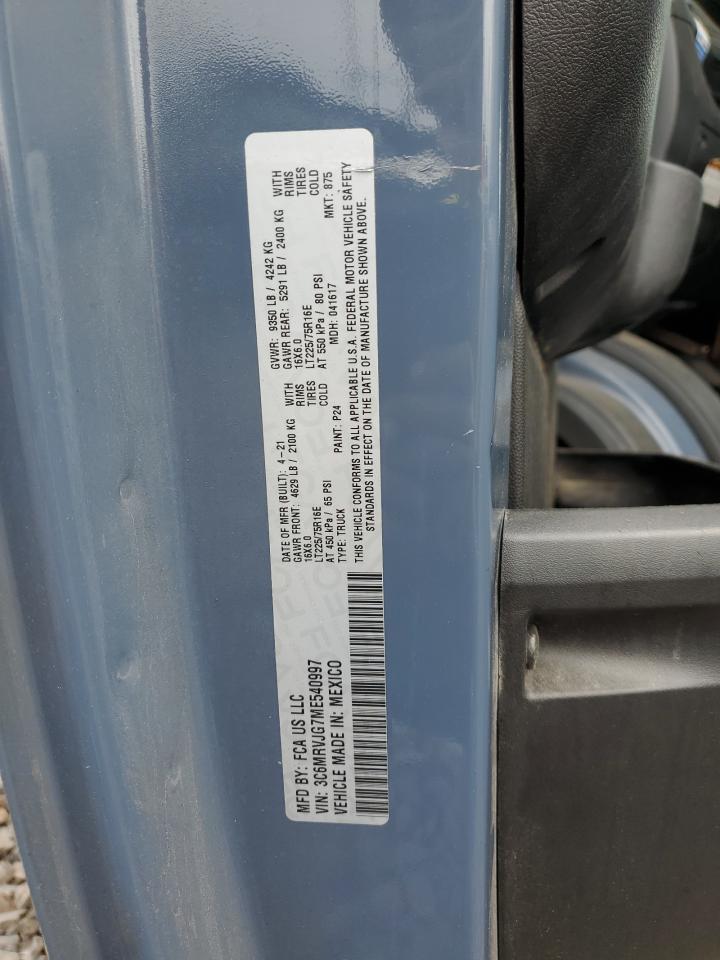 MFD BY: FCA US LLC
VIN: 3C6MRVJG7ME540997
VEHICLE MADE IN: MEXICO
DATE OF MFR (BUILT): 4-21
GAWR FRONT: 4629 LB / 2100 KG WITH
16X6.0 RIMS
LT225/75R16E TIRES
AT 450 kPa / 65 PSI COLD
TYPE: TRUCK PAINT: P24
GVWR: 9350 LB / 4242 KG
GAWR REAR: 5291 LB / 2400 KG WITH
16X6.0 RIMS
LT225/75R16E TIRES
AT 550 kPa / 80 PSI COLD
MDH: 041617 MKT: 875
THIS VEHICLE CONFORMS TO ALL APPLICABLE U.S.A. FEDERAL MOTOR VEHICLE SAFETY
STANDARDS IN EFFECT ON THE DATE OF MANUFACTURE SHOWN ABOVE.